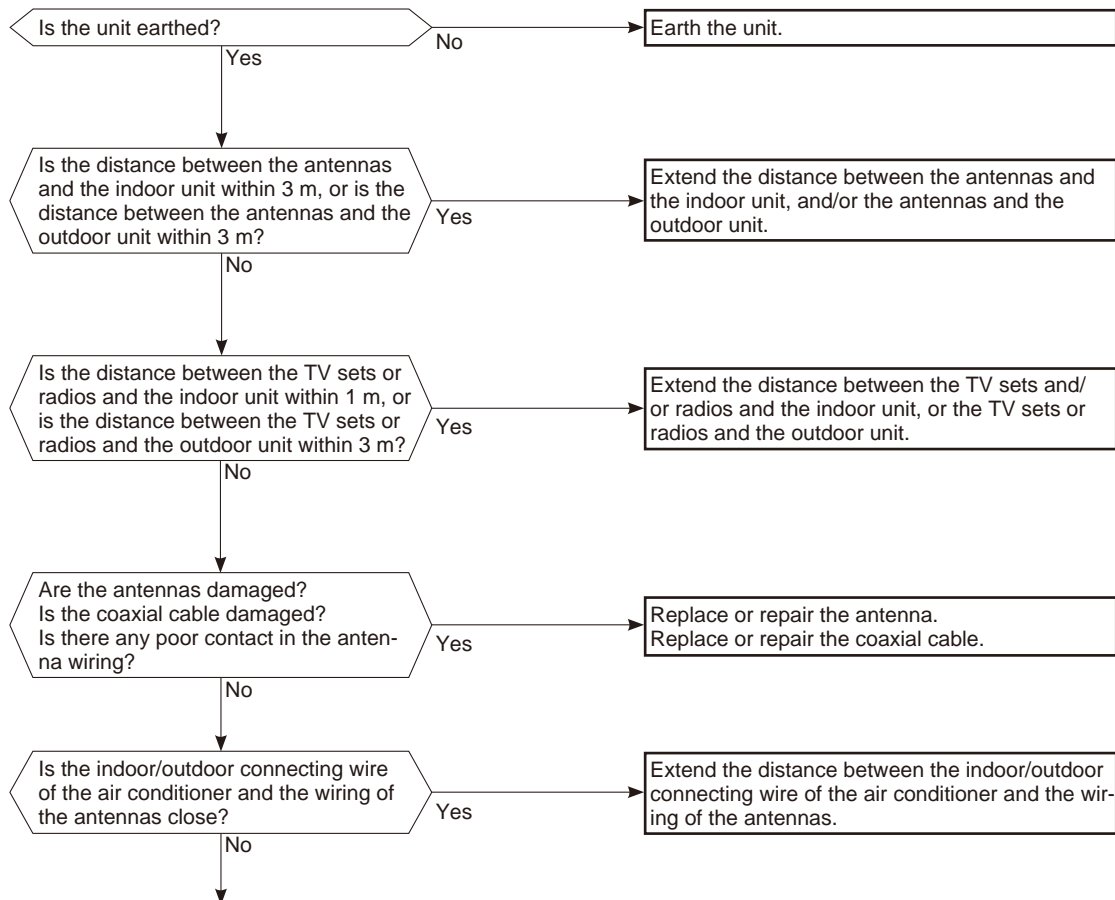 Is the unit earthed?
No
Earth the unit.
Yes
Is the distance between the antennas
and the indoor unit within 3 m, or is the
distance between the antennas and the
outdoor unit within 3 m?
Yes
Extend the distance between the antennas and
the indoor unit, and/or the antennas and the
outdoor unit.
No
Is the distance between the TV sets or
radios and the indoor unit within 1 m, or
is the distance between the TV sets or
radios and the outdoor unit within 3 m?
Yes
Extend the distance between the TV sets and/
or radios and the indoor unit, or the TV sets or
radios and the outdoor unit.
No
Are the antennas damaged?
Is the coaxial cable damaged?
Is there any poor contact in the anten-
na wiring?
Yes
Replace or repair the antenna.
Replace or repair the coaxial cable.
No
Is the indoor/outdoor connecting wire
of the air conditioner and the wiring of
the antennas close?
Yes
Extend the distance between the indoor/outdoor
connecting wire of the air conditioner and the wir-
ing of the antennas.
No